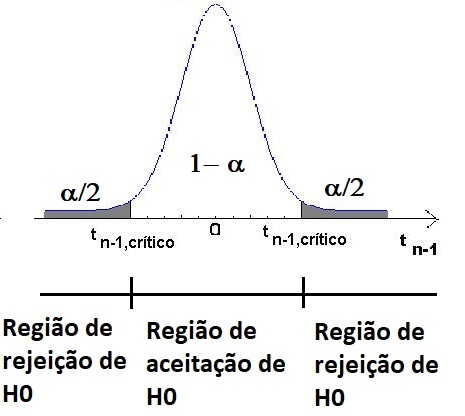 1− α
α/2
α/2
t n-1,crítico
0
t n-1,crítico
t n-1
Região de
rejeição de
H0
Região de
aceitação de
H0
Região de
rejeição de
H0